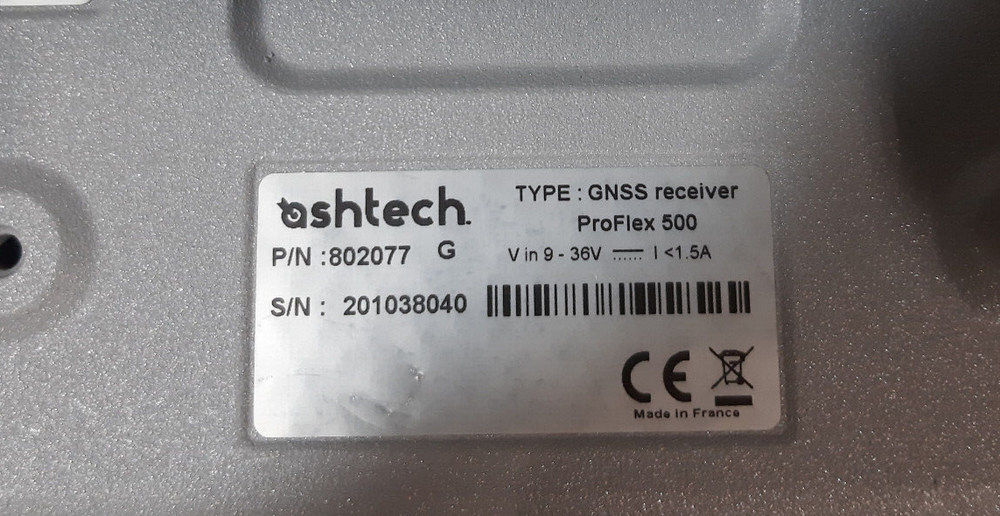 ashtech.
TYPE : GNSS receiver
ProFlex 500
P/N : 802077 G
V in 9 - 36V ⎓ I <1.5A
S/N : 201038040
CE
Made in France